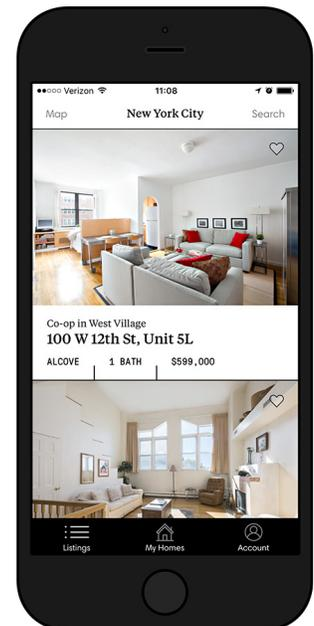 Verizon 11:08
Map New York City Search
Co-op in West Village
100 W 12th St, Unit 5L
ALCOVE 1 BATH $599,000
Listings My Homes Account